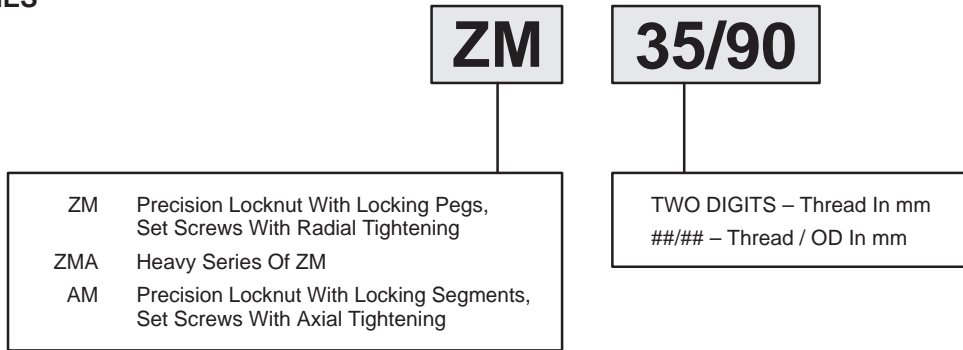 ZM 35/90
ZM Precision Locknut With Locking Pegs,
Set Screws With Radial Tightening
ZMA Heavy Series Of ZM
AM Precision Locknut With Locking Segments,
Set Screws With Axial Tightening
TWO DIGITS – Thread In mm
##/## – Thread / OD In mm